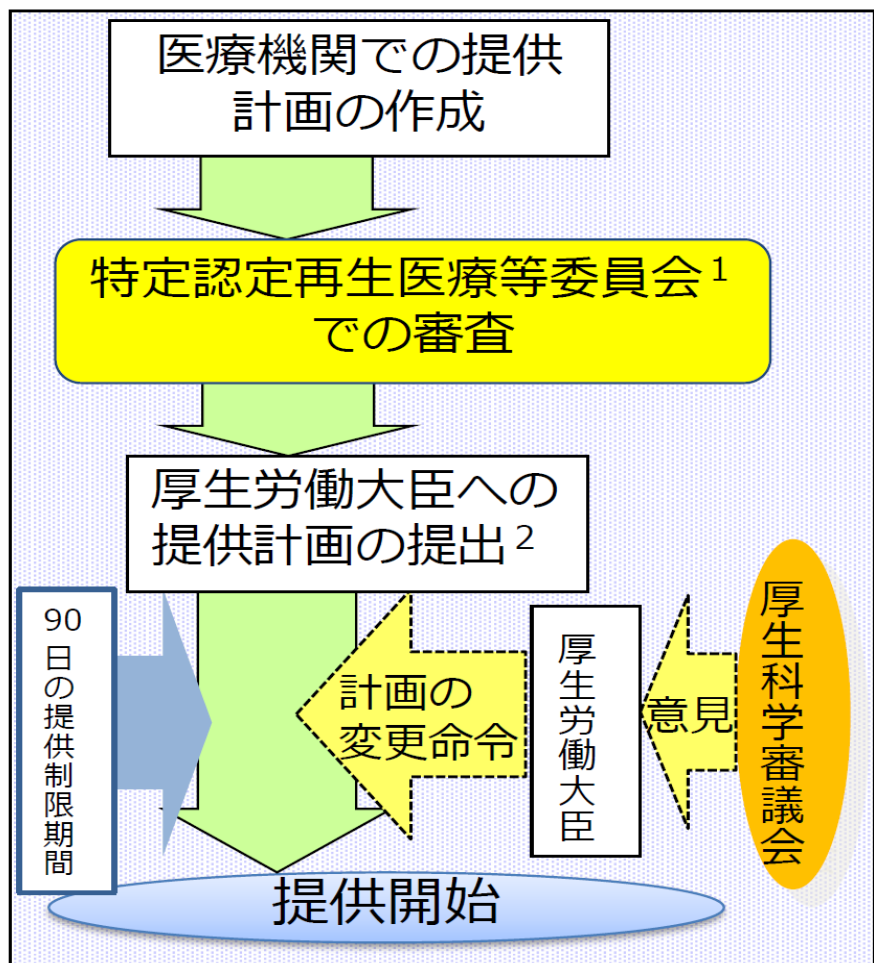 医療機関での提供
計画の作成
特定認定再生医療等委員会1
での審査
厚生労働大臣への
提供計画の提出2
90日の提供制限期間
計画の
変更命令
厚生労働大臣
意見
厚生科学審議会
提供開始